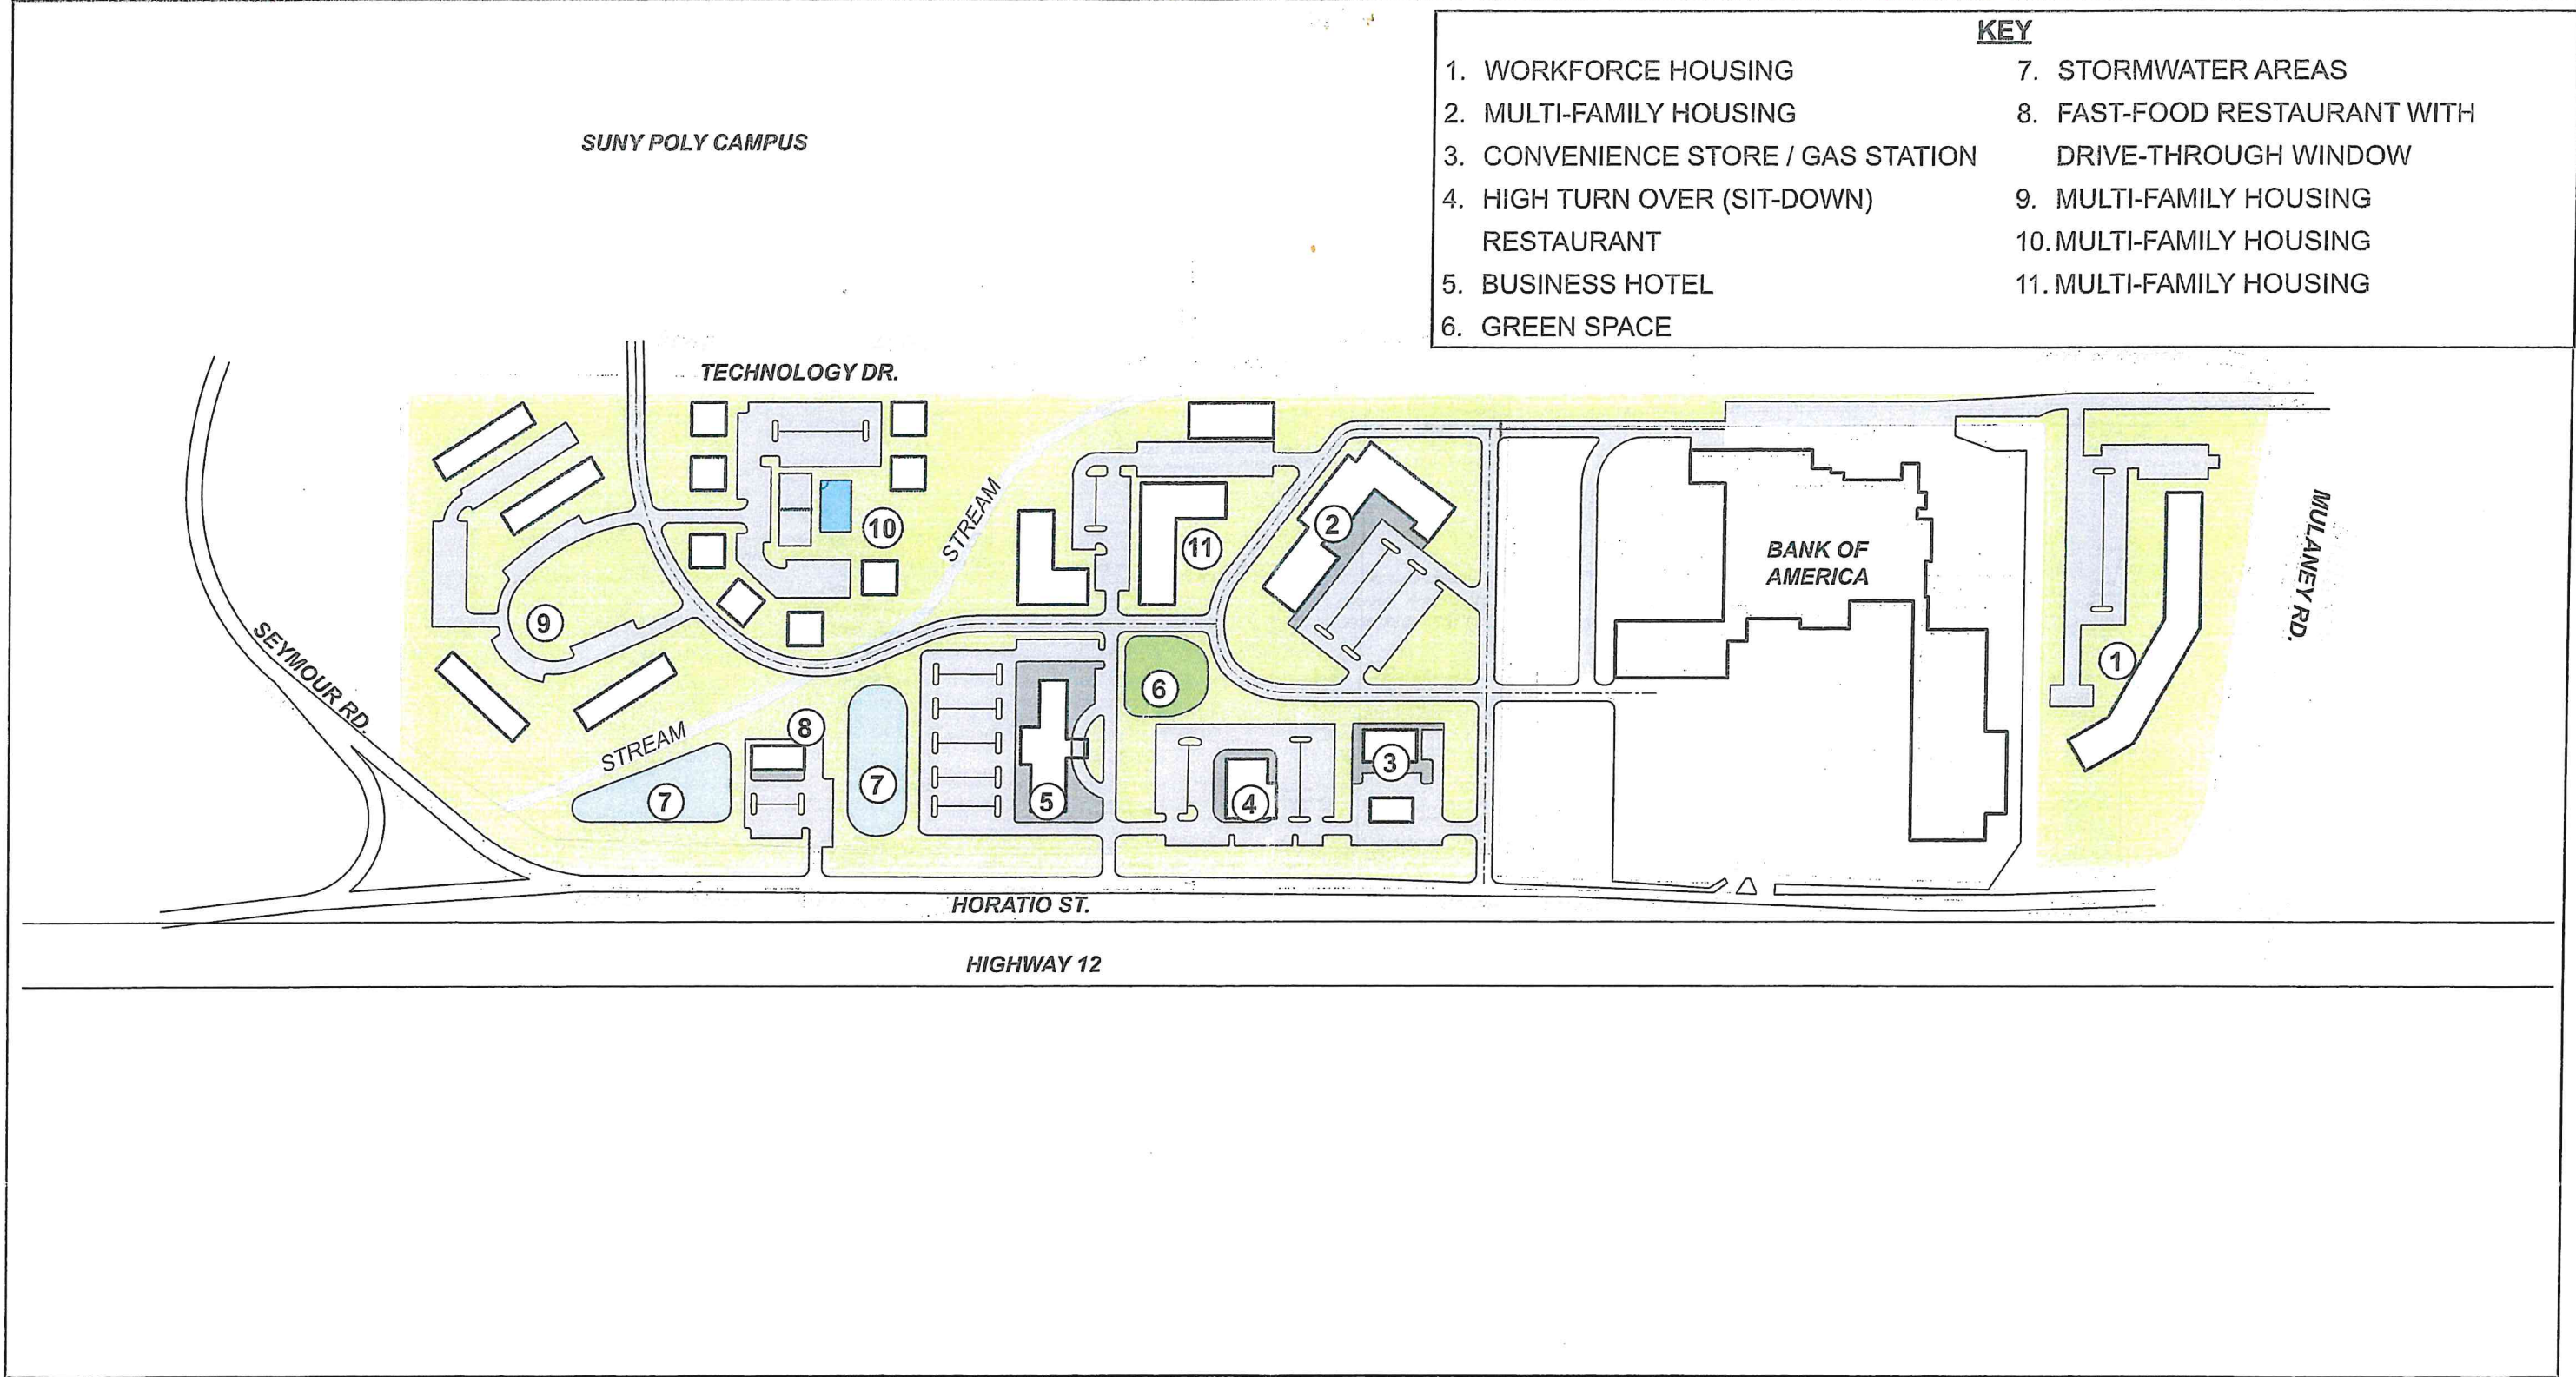 KEY
1. WORKFORCE HOUSING
2. MULTI-FAMILY HOUSING
3. CONVENIENCE STORE / GAS STATION
4. HIGH TURN OVER (SIT-DOWN)
RESTAURANT
5. BUSINESS HOTEL
6. GREEN SPACE
7. STORMWATER AREAS
8. FAST-FOOD RESTAURANT WITH
DRIVE-THROUGH WINDOW
9. MULTI-FAMILY HOUSING
10. MULTI-FAMILY HOUSING
11. MULTI-FAMILY HOUSING
SUNY POLY CAMPUS
TECHNOLOGY DR.
STREAM
10
2
11
BANK OF
AMERICA
MULANEY RD.
9
SEYMOUR RD.
1
6
STREAM
8
7
7
5
4
3
HORATIO ST.
HIGHWAY 12